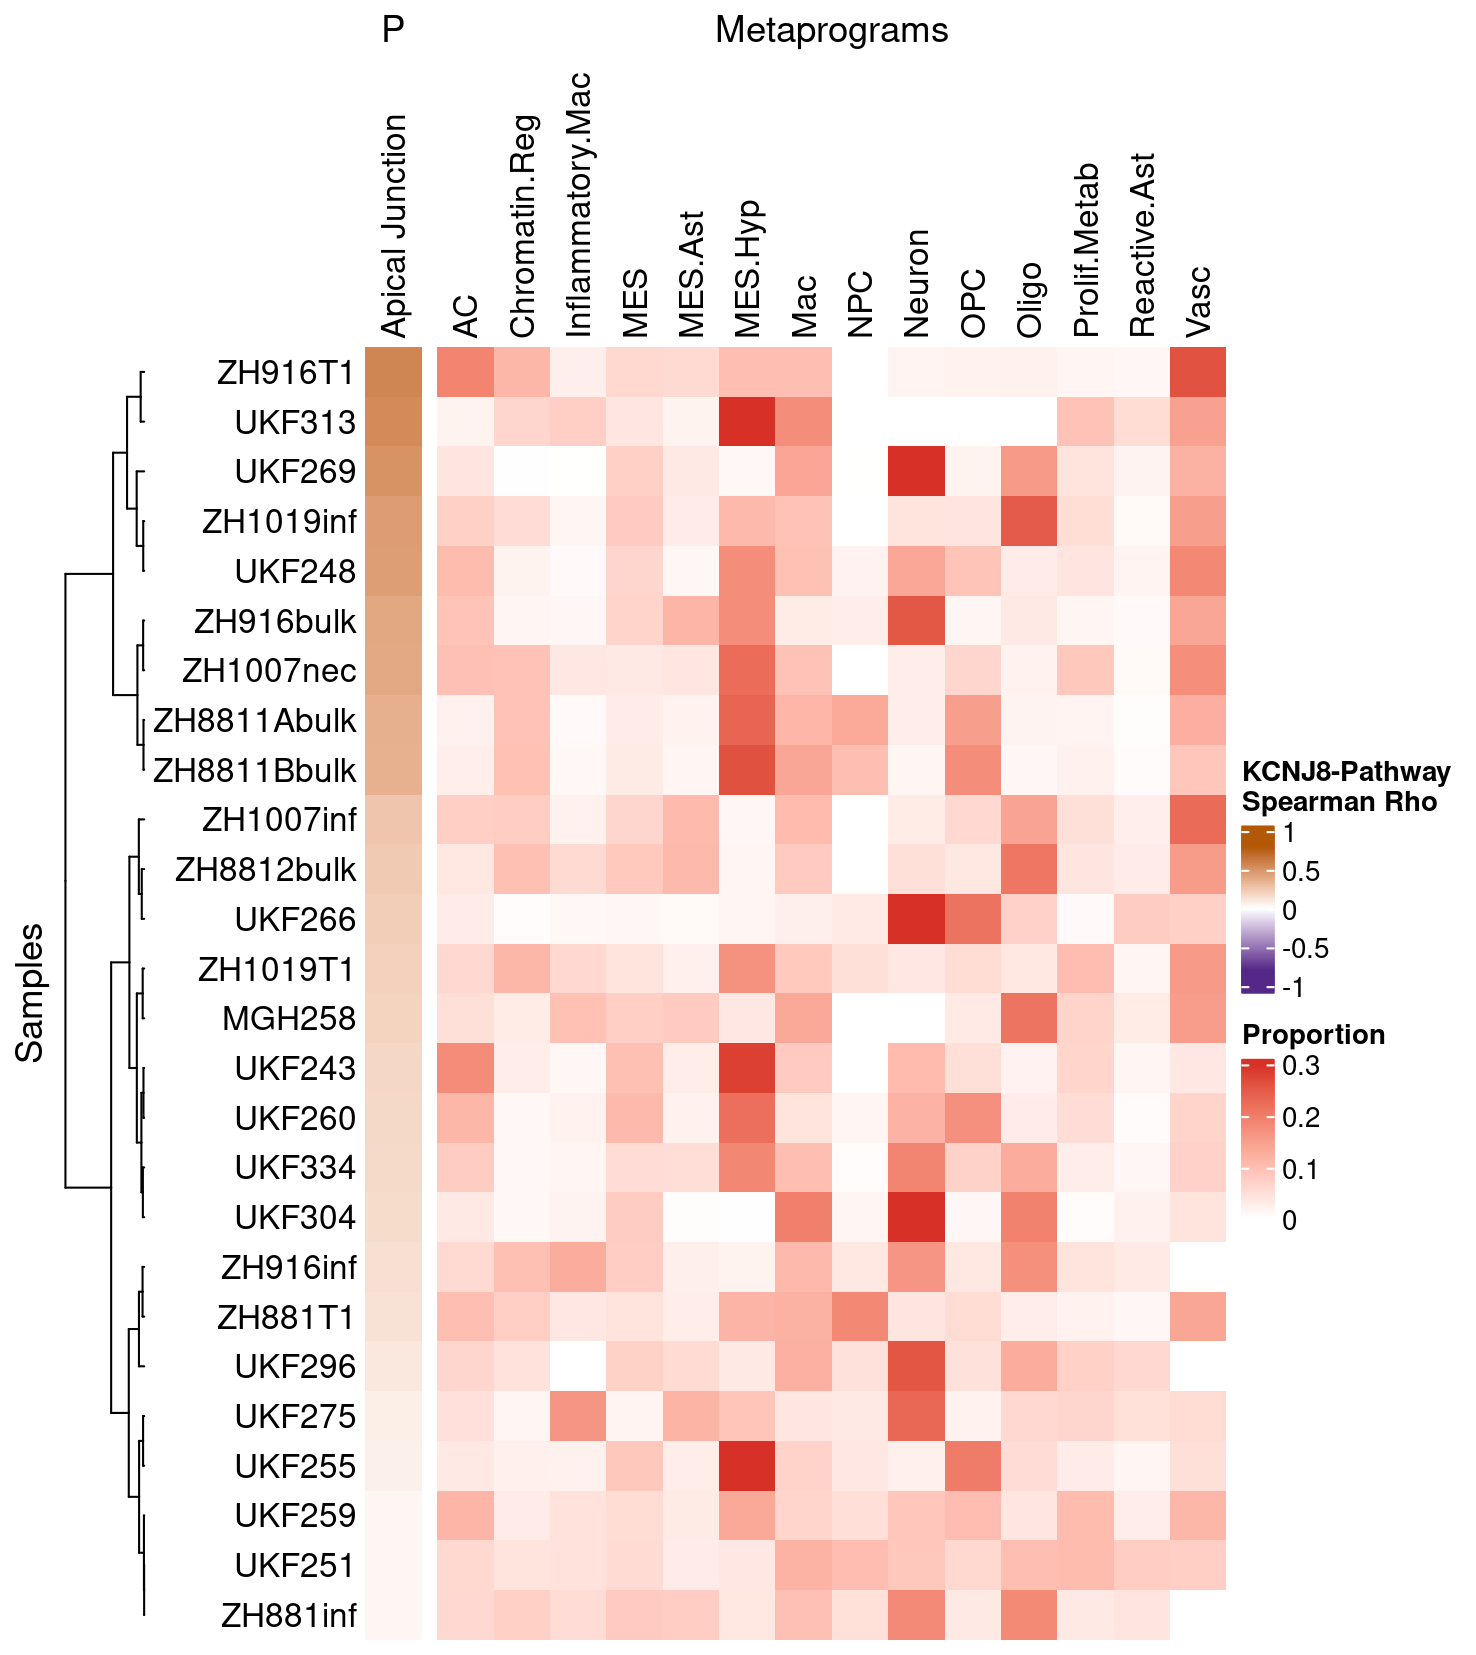 P
Metaprograms
Apical Junction
AC
Chromatin.Reg
Inflammatory.Mac
MES
MES.Ast
MES.Hyp
Mac
NPC
Neuron
OPC
Oligo
Prolif.Metab
Reactive.Ast
Vasc
Samples
ZH916T1
UKF313
UKF269
ZH1019inf
UKF248
ZH916bulk
ZH1007nec
ZH8811Abulk
ZH8811Bbulk
ZH1007inf
ZH8812bulk
UKF266
ZH1019T1
MGH258
UKF243
UKF260
UKF334
UKF304
ZH916inf
ZH881T1
UKF296
UKF275
UKF255
UKF259
UKF251
ZH881inf
KCNJ8-Pathway
Spearman Rho
1
0.5
0
-0.5
-1
Proportion
0.3
0.2
0.1
0